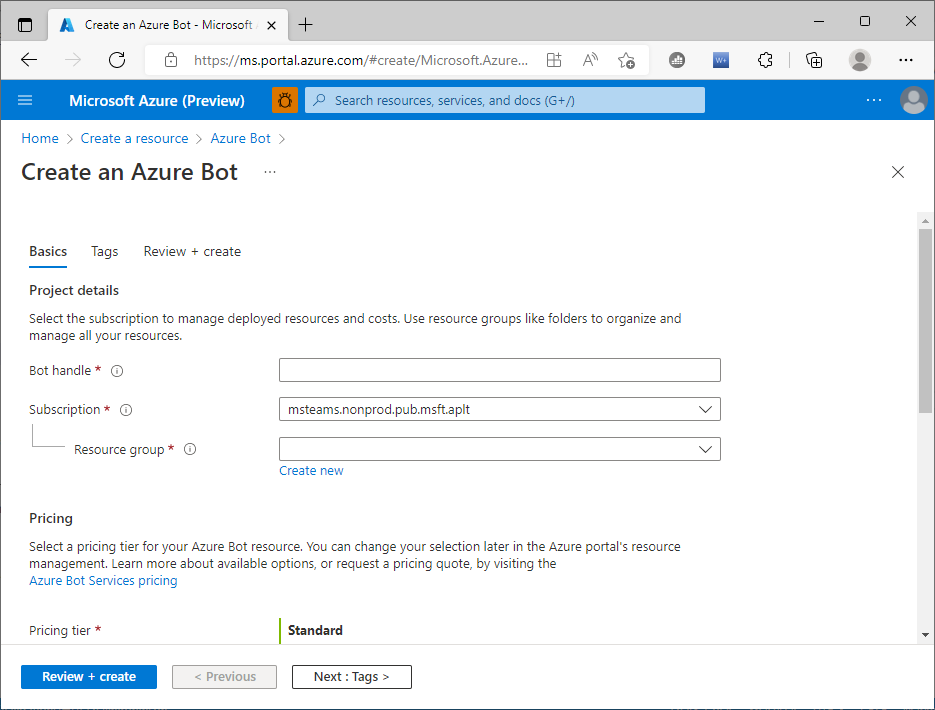 Create an Azure Bot - Microsoft
https://ms.portal.azure.com/#create/Microsoft.Azure...
Microsoft Azure (Preview)
Search resources, services, and docs (G+/)
Home > Create a resource > Azure Bot >
Create an Azure Bot ...
Basics Tags Review + create
Project details
Select the subscription to manage deployed resources and costs. Use resource groups like folders to organize and
manage all your resources.
Bot handle *
Subscription * msteams.nonprod.pub.msft.aplt
Resource group *
Create new
Pricing
Select a pricing tier for your Azure Bot resource. You can change your selection later in the Azure portal's resource
management. Learn more about available options, or request a pricing quote, by visiting the
Azure Bot Services pricing
Pricing tier * Standard
Review + create < Previous Next : Tags >